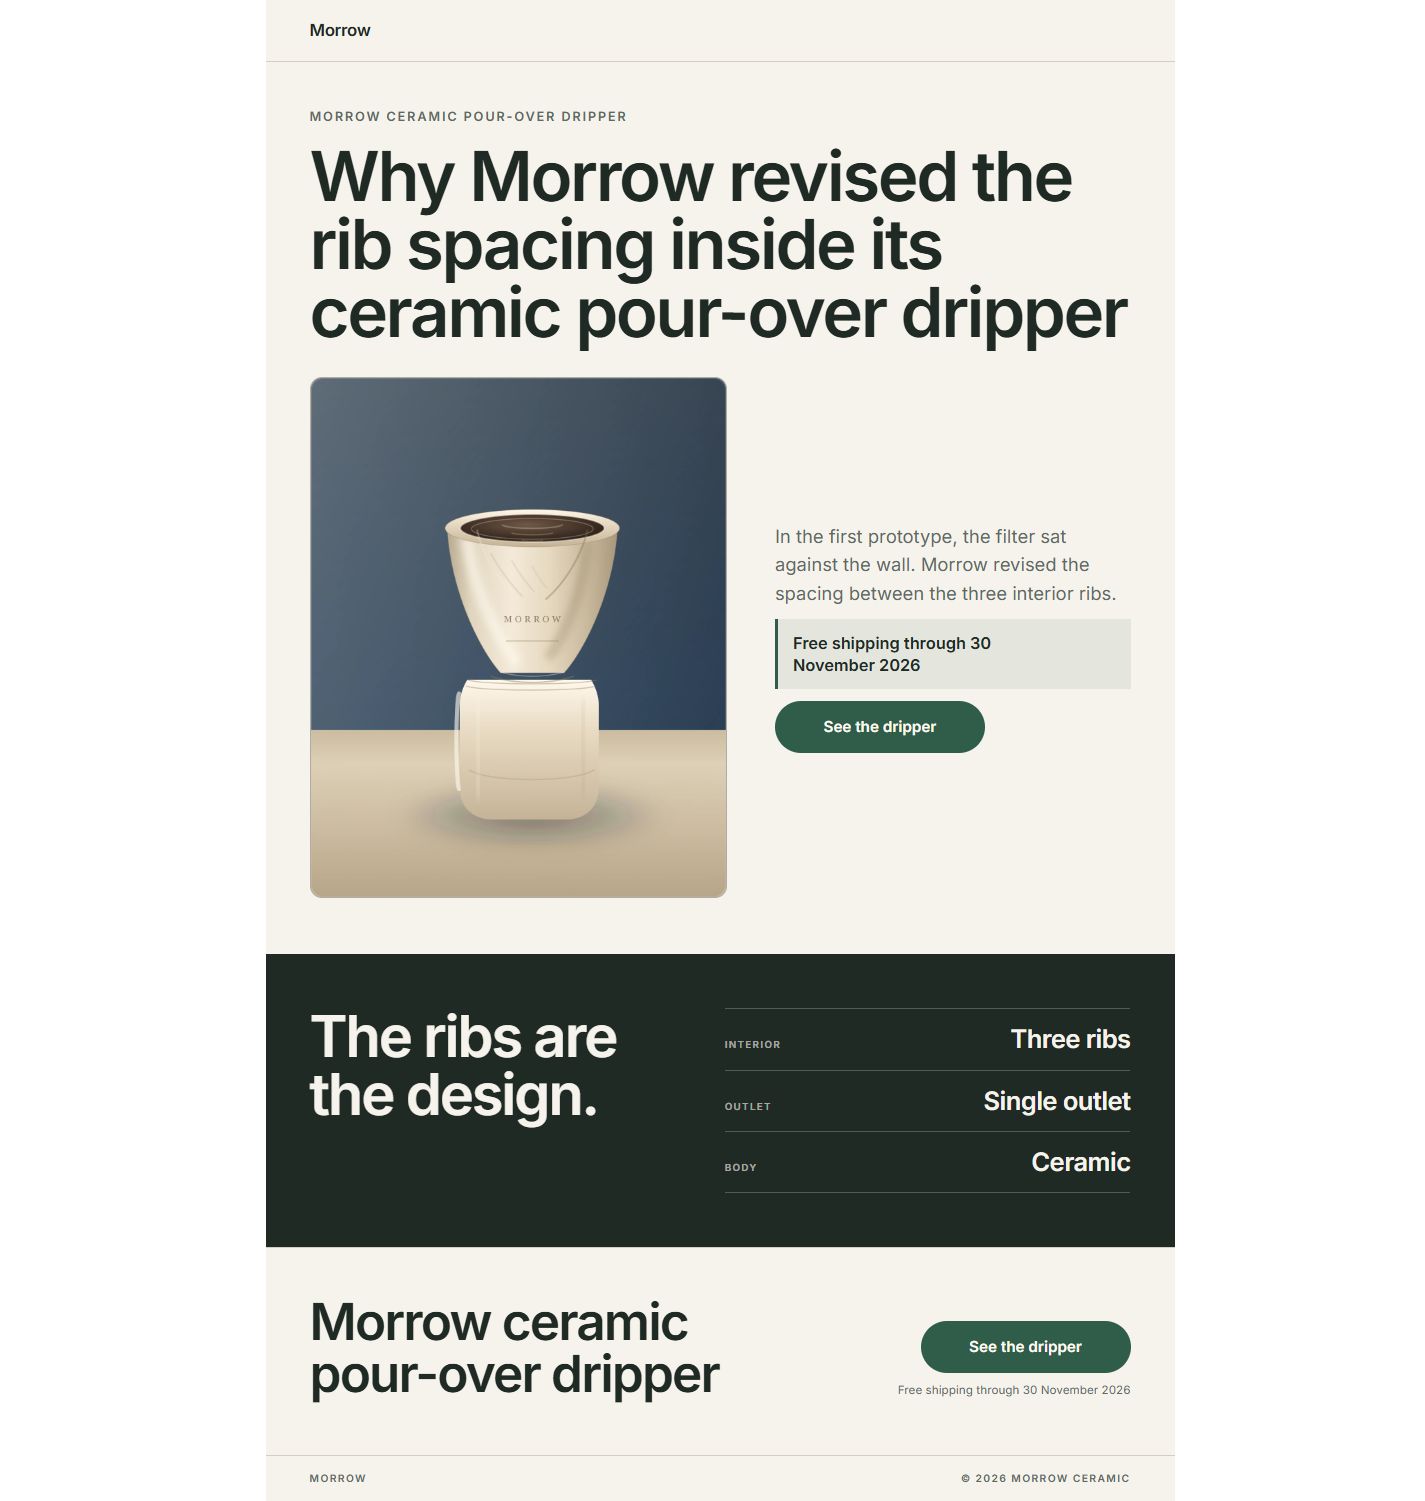 Morrow
MORROW CERAMIC POUR-OVER DRIPPER
Why Morrow revised the
rib spacing inside its
ceramic pour-over dripper
MORROW
In the first prototype, the filter sat
against the wall. Morrow revised the
spacing between the three interior ribs.
Free shipping through 30
November 2026
See the dripper
The ribs are
the design.
INTERIOR
Three ribs
OUTLET
Single outlet
BODY
Ceramic
Morrow ceramic
pour-over dripper
See the dripper
Free shipping through 30 November 2026
MORROW
© 2026 MORROW CERAMIC